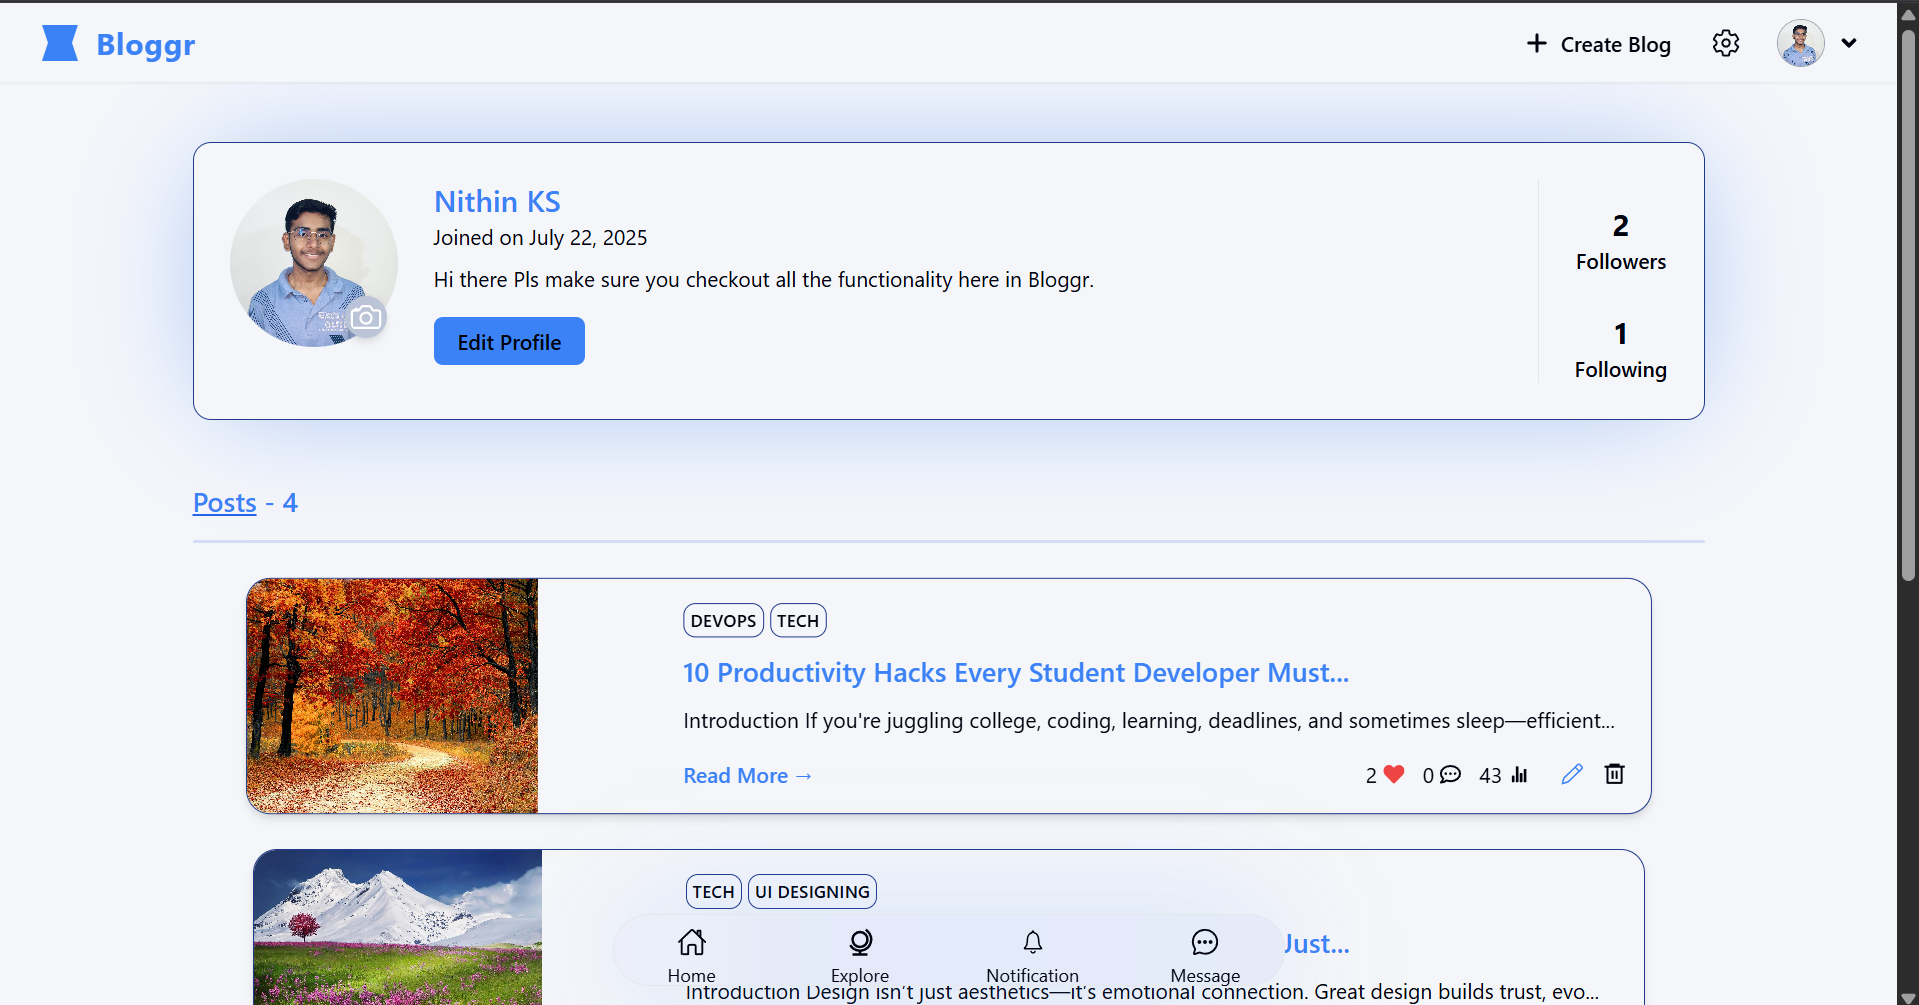 Bloggr
Create Blog
Nithin KS
Joined on July 22, 2025
Hi there Pls make sure you checkout all the functionality here in Bloggr.
Edit Profile
2
Followers
1
Following
Posts - 4
DEVOPS TECH
10 Productivity Hacks Every Student Developer Must...
Introduction If you're juggling college, coding, learning, deadlines, and sometimes sleep—efficient...
Read More →
2 0 43
TECH UI DESIGNING
Just...
Home Explore Notification Message
Introduction Design isn't just aesthetics—it's emotional connection. Great design builds trust, evo...